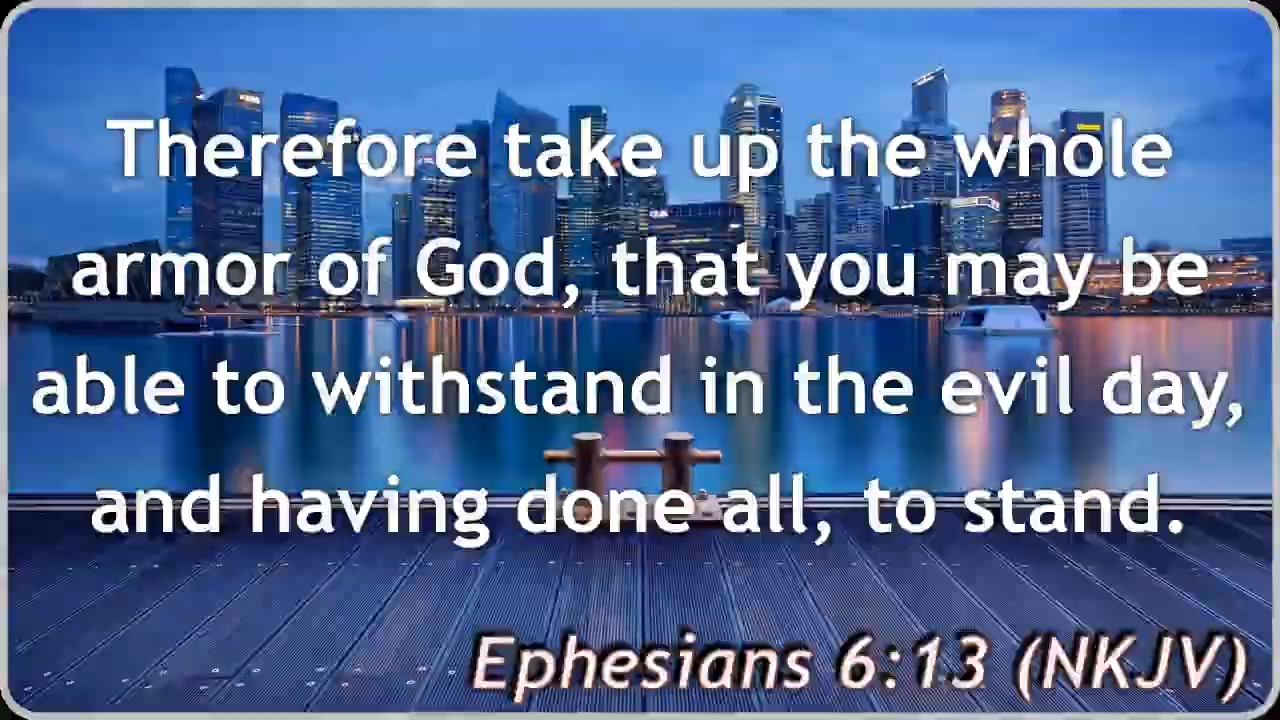 Therefore take up the whole
armor of God, that you may be
able to withstand in the evil day,
and having done all, to stand.
Ephesians 6:13 (NKJV)